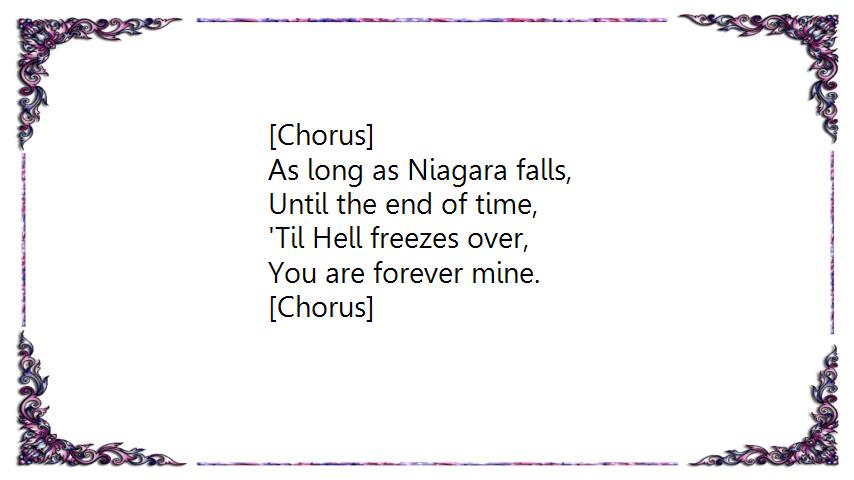 [Chorus]
As long as Niagara falls,
Until the end of time,
'Til Hell freezes over,
You are forever mine.
[Chorus]